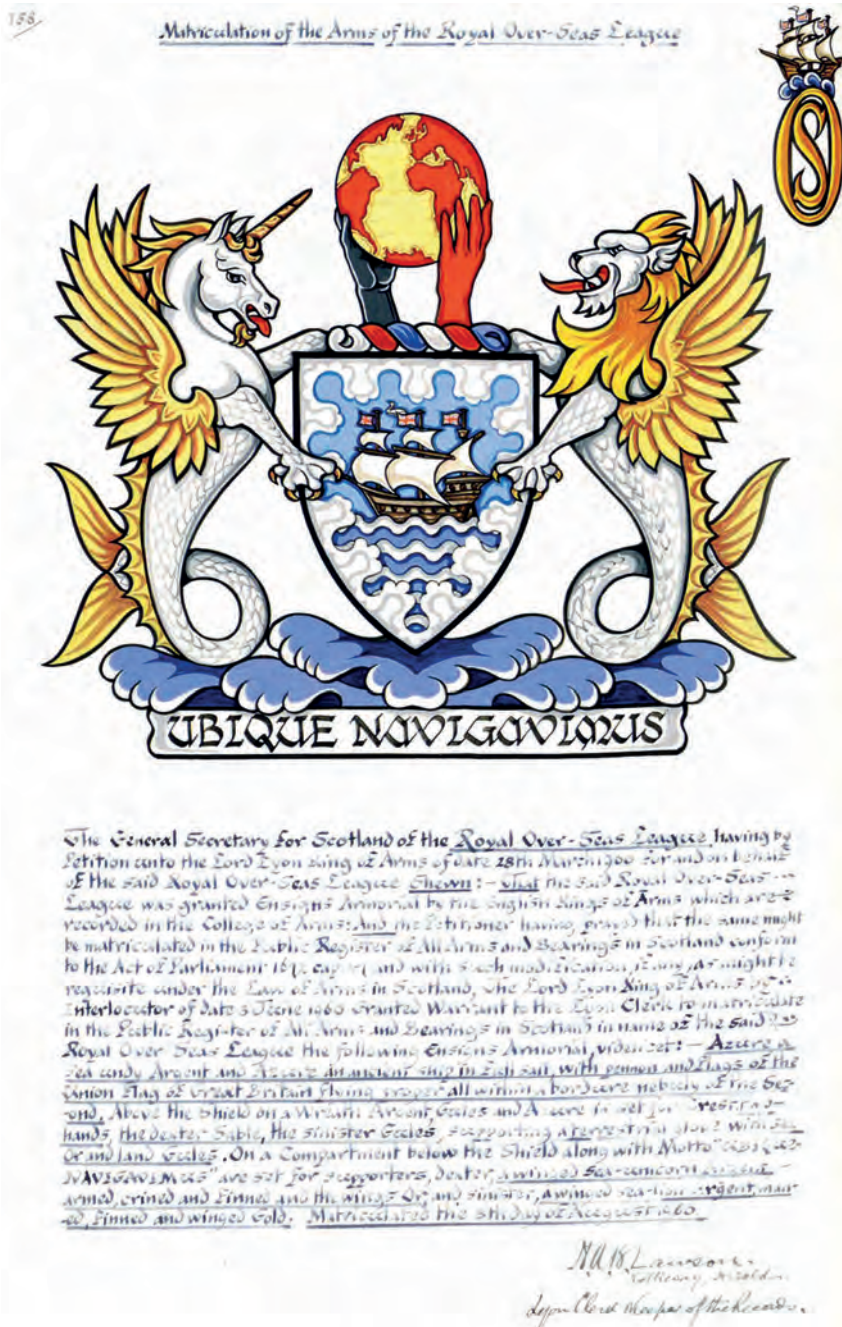 158
Matriculation of the Arms of the Royal Over-Seas League
UBIQUE NAVIGAVIMUS
The General Secretary for Scotland of the Royal Over-Seas League having by
Petition unto the Lord Lyon King of Arms of date 28th March for and on behalf
of the said Royal Over-Seas League Shewn:- That the said Royal Over-Seas
League was granted Ensigns Armorial by the English Kings of Arms which are
recorded in the College of Arms: And the Petitioner having prayed that the same might
be matriculated in the Public Register of All Arms and Bearings in Scotland conform
to the Act of Parliament and with such modification, if any, as might be
requisite under the Law of Arms in Scotland, The Lord Lyon King of Arms by
Interlocutor of date 3 June 1960 Granted Warrant to the Lyon Clerk to matriculate
in the Public Register of All Arms and Bearings in Scotland in name of the said
Royal Over Seas League the following Ensigns Armorial, videlicet:- Azure a
sea undy Argent and Azure an ancient ship in full sail, with pennon and flags of the
Union Flag of Great Britain flying proper all within a bordure nebuly of the Sec-
ond, Above the Shield on a Wreath Argent, Gules and Azure is set for Crest two
hands, the dexter Sable, the sinister Gules, supporting a terrestrial globe with sea
Or and land Gules. On a Compartment below the Shield along with Motto "UBIQUE
NAVIGAVIMUS" are set for supporters, dexter, a winged sea-unicorn Argent
armed, crined and finned and the wings Or, and sinister, a winged sea-lion Argent, man-
ed, finned and winged Gold. Matriculated the 5th day of August 1960.
Lawson
Lyon Clerk Keeper of the Records.